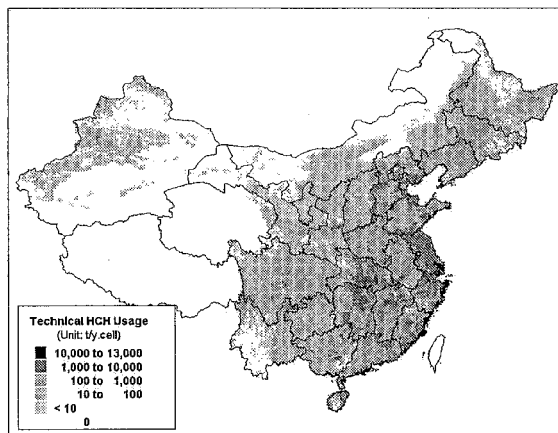 Technical HCH Usage
(Unit: t/y.cell)
10,000 to 13,000
1,000 to 10,000
100 to 1,000
10 to 100
< 10
0